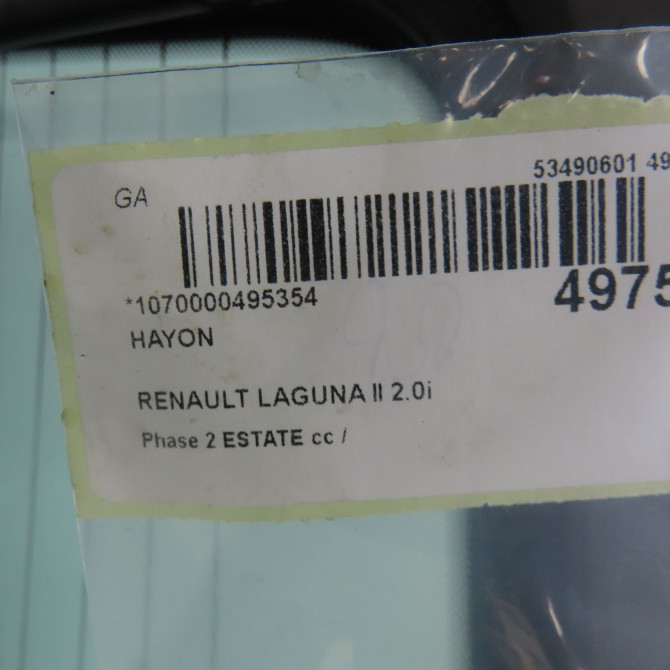 53490601 49
GA
*1070000495354
4975
HAYON
RENAULT LAGUNA II 2.0i
Phase 2 ESTATE cc /